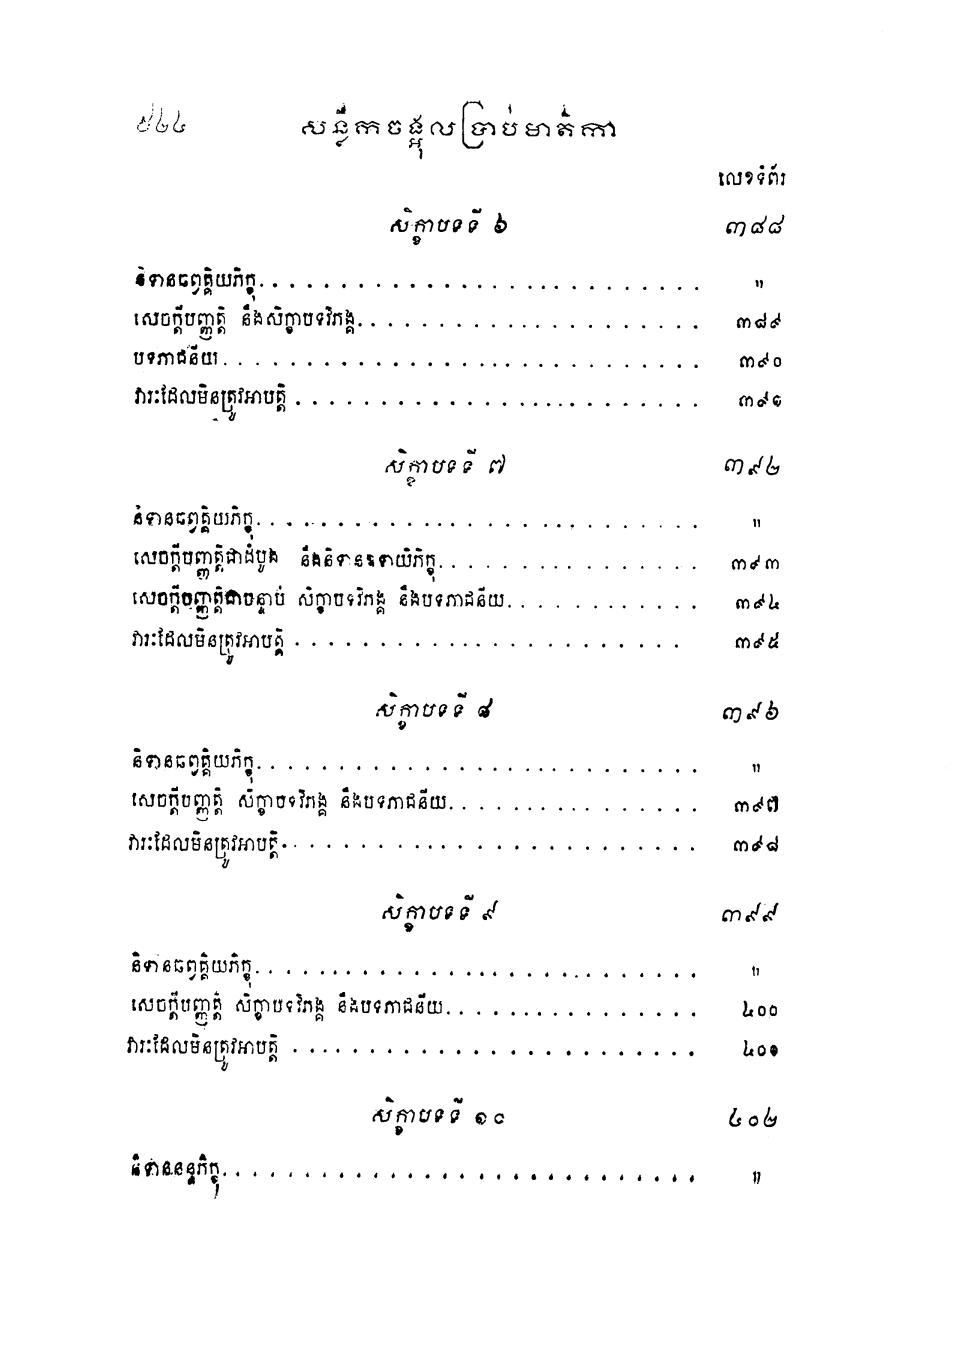 ៩៤៤ សន្លឹកចង្អុលប្រាប់មាតិកា
លេខទំព័រ
សិក្ខាបទទី ៦ ៣៨៨
និទានឆព្វគ្គិយភិក្ខុ. . . . . . . . . . . . . . . . . . . . . . . . . . . "
សេចក្តីបញ្ញត្តិ និងសិក្ខាបទវិភង្គ. . . . . . . . . . . . . . . . . . . . . ៣៨៩
បទភាជនីយ. . . . . . . . . . . . . . . . . . . . . . . . . . . . . ៣៩០
វារៈដែលមិនត្រូវអាបត្តិ . . . . . . . . . . . . . . . . . . . . . . . . ៣៩១
សិក្ខាបទទី ៧ ៣៩២
និទានឆព្វគ្គិយភិក្ខុ. . . . . . . . . . . . . . . . . . . . . . . . . . . "
សេចក្តីបញ្ញត្តិជាដំបូង និងនិទានឧទាយិភិក្ខុ. . . . . . . . . . . . . . . . ៣៩៣
សេចក្តីបញ្ញត្តិជាបន្ទាប់ សិក្ខាបទវិភង្គ និងបទភាជនីយ. . . . . . . . . . . . ៣៩៤
វារៈដែលមិនត្រូវអាបត្តិ . . . . . . . . . . . . . . . . . . . . . . . ៣៩៥
សិក្ខាបទទី ៨ ៣៩៦
និទានឆព្វគ្គិយភិក្ខុ. . . . . . . . . . . . . . . . . . . . . . . . . . . "
សេចក្តីបញ្ញត្តិ សិក្ខាបទវិភង្គ និងបទភាជនីយ. . . . . . . . . . . . . . . ៣៩៧
វារៈដែលមិនត្រូវអាបត្តិ. . . . . . . . . . . . . . . . . . . . . . . . . ៣៩៨
សិក្ខាបទទី ៩ ៣៩៩
និទានឆព្វគ្គិយភិក្ខុ. . . . . . . . . . . . . . . . . . . . . . . . . . . "
សេចក្តីបញ្ញត្តិ សិក្ខាបទវិភង្គ និងបទភាជនីយ. . . . . . . . . . . . . . . ៤០០
វារៈដែលមិនត្រូវអាបត្តិ . . . . . . . . . . . . . . . . . . . . . . . . ៤០១
សិក្ខាបទទី ១០ ៤០២
និទាននន្ទភិក្ខុ. . . . . . . . . . . . . . . . . . . . . . . . . . . . . "